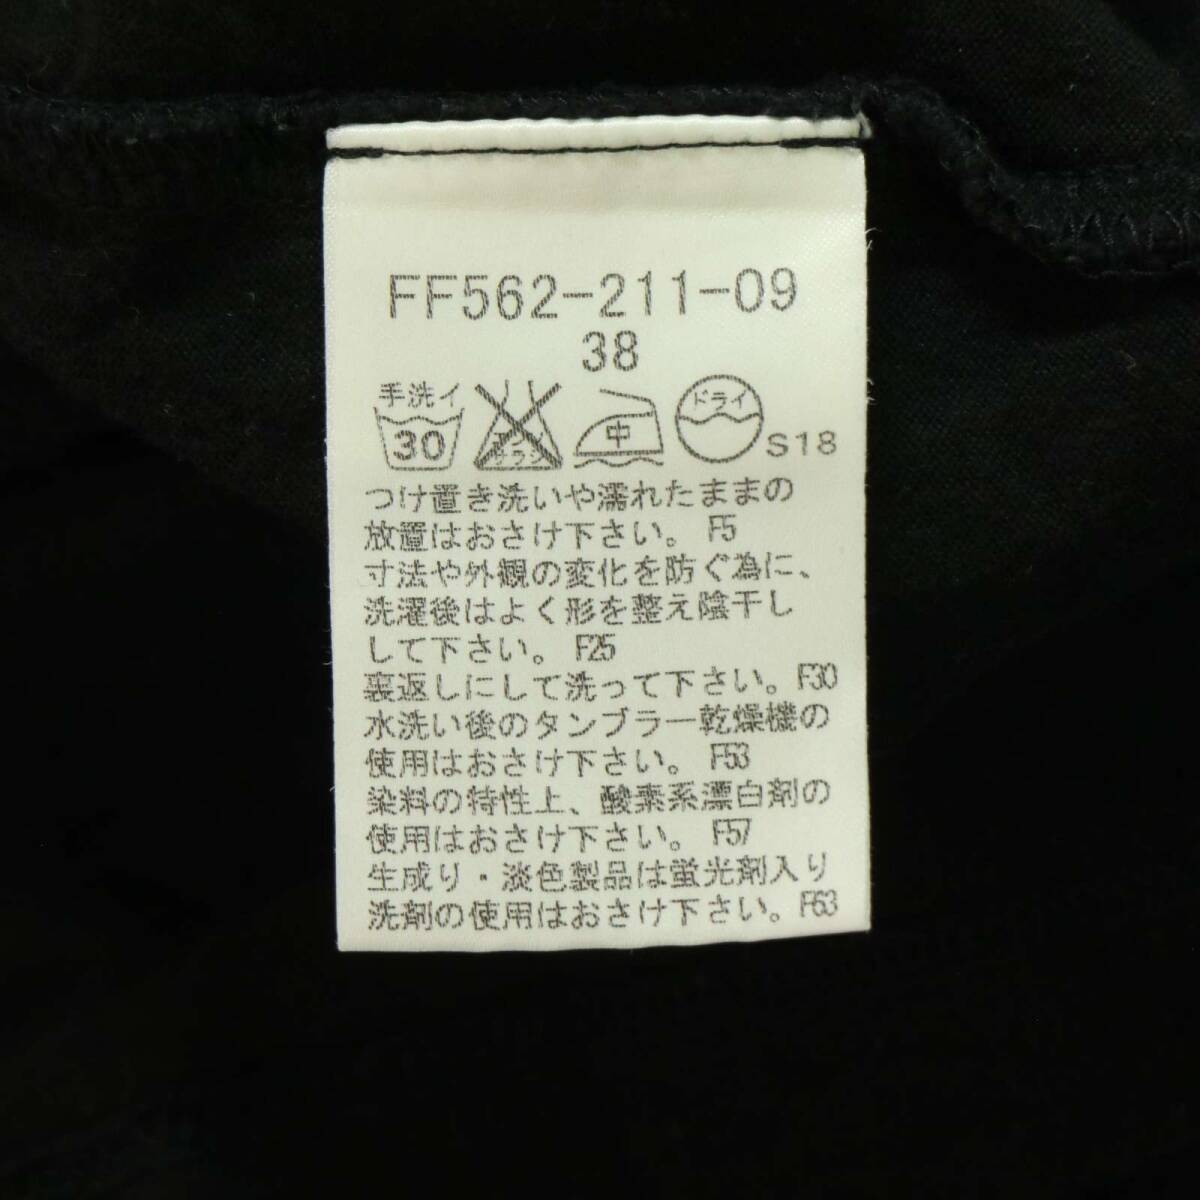 FF562-211-09
38
手洗イ
30
エンソ
サラシ
中
ドライ
S18
つけ置き洗いや濡れたままの
放置はおさけ下さい。 F5
寸法や外観の変化を防ぐ為に、
洗濯後はよく形を整え陰干し
して下さい。 F25
裏返しにして洗って下さい。F30
水洗い後のタンブラー乾燥機の
使用はおさけ下さい。 F53
染料の特性上、酸素系漂白剤の
使用はおさけ下さい。 F57
生成り・淡色製品は蛍光剤入り
洗剤の使用はおさけ下さい。F63